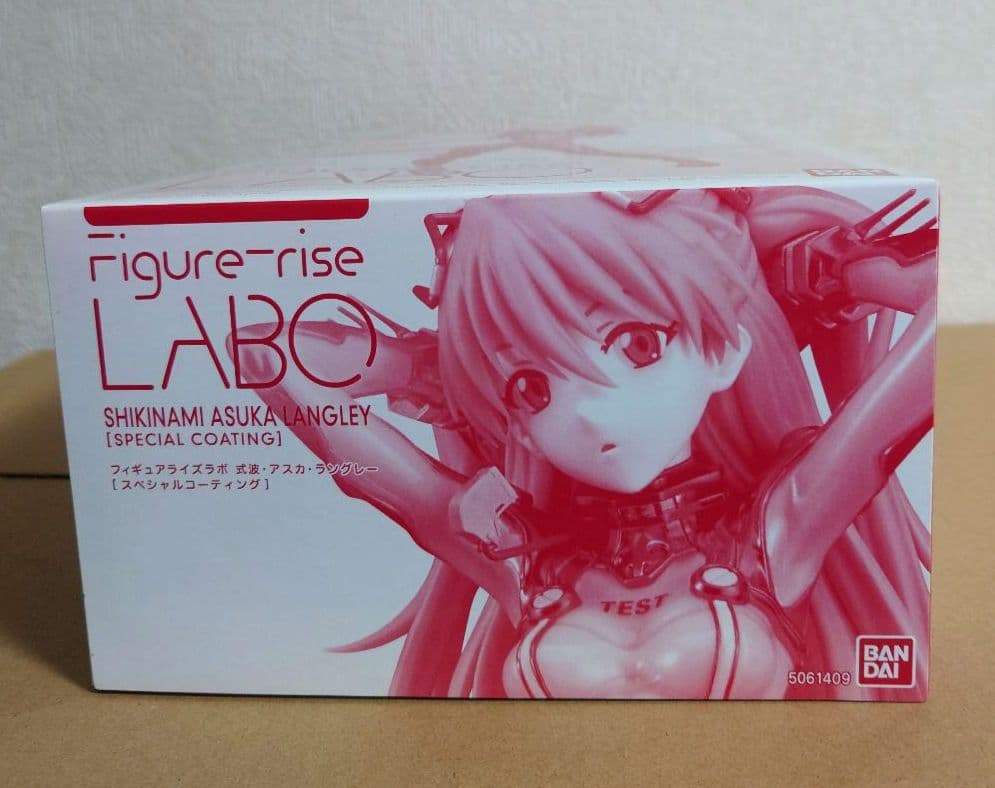 LABO
BAN
Figure-rise
LABO
SHIKINAMI ASUKA LANGLEY
[SPECIAL COATING]
フィギュアライズラボ 式波・アスカ・ラングレー
[スペシャルコーティング]
TEST
5061409
BAN
DAI